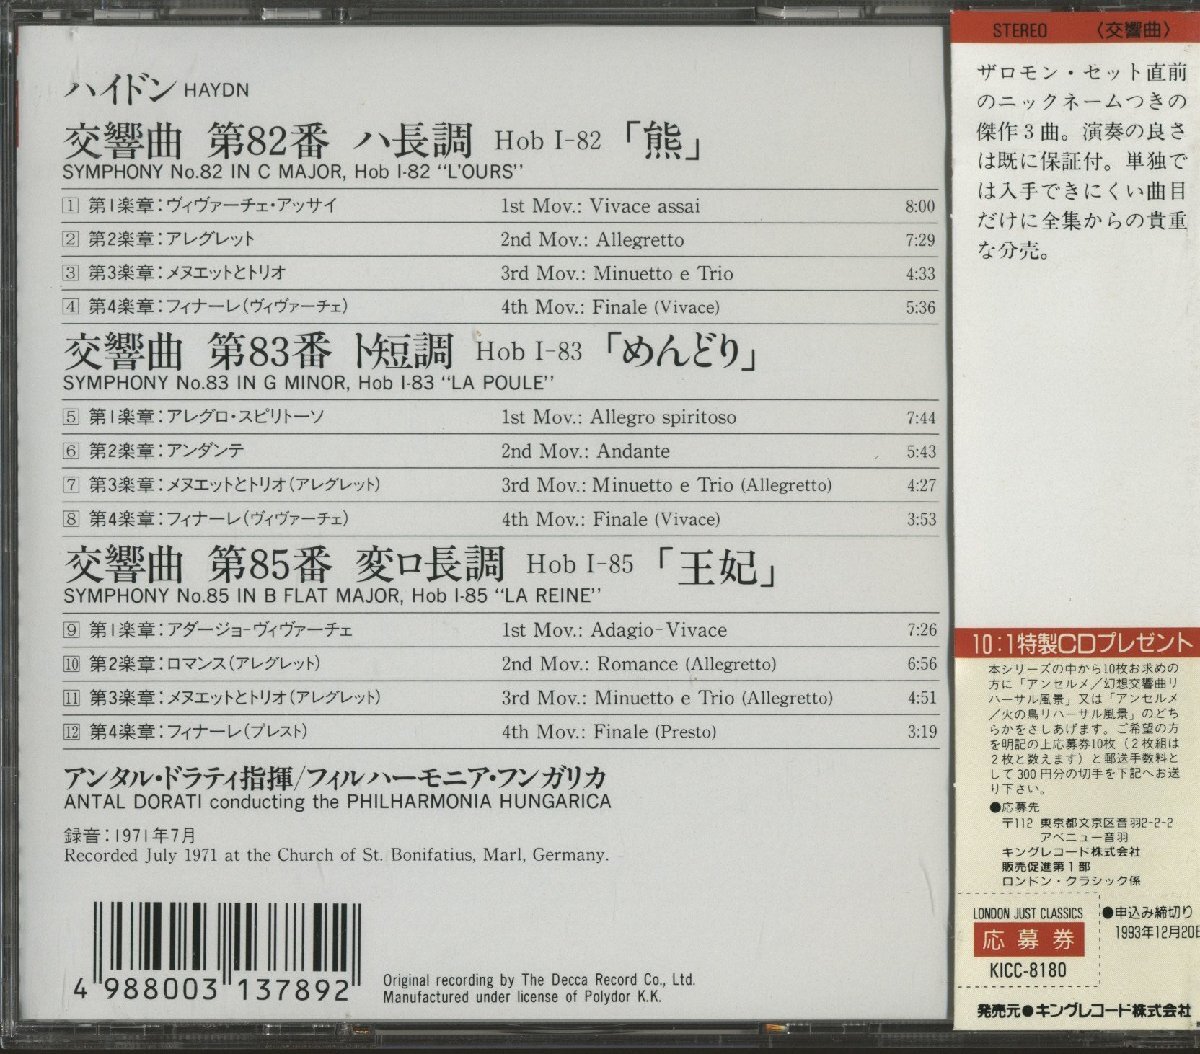 ハイドン HAYDN
交響曲 第82番 ハ長調 Hob I-82 「熊」
SYMPHONY No.82 IN C MAJOR, Hob I-82 "L'OURS"
1 第1楽章:ヴィヴァーチェ・アッサイ 1st Mov.: Vivace assai 8:00
2 第2楽章:アレグレット 2nd Mov.: Allegretto 7:29
3 第3楽章:メヌエットとトリオ 3rd Mov.: Minuetto e Trio 4:33
4 第4楽章:フィナーレ(ヴィヴァーチェ) 4th Mov.: Finale (Vivace) 5:36
交響曲 第83番 ト短調 Hob I-83 「めんどり」
SYMPHONY No.83 IN G MINOR, Hob I-83 "LA POULE"
5 第1楽章:アレグロ・スピリトーソ 1st Mov.: Allegro spiritoso 7:44
6 第2楽章:アンダンテ 2nd Mov.: Andante 5:43
7 第3楽章:メヌエットとトリオ(アレグレット) 3rd Mov.: Minuetto e Trio (Allegretto) 4:27
8 第4楽章:フィナーレ(ヴィヴァーチェ) 4th Mov.: Finale (Vivace) 3:53
交響曲 第85番 変ロ長調 Hob I-85 「王妃」
SYMPHONY No.85 IN B FLAT MAJOR, Hob I-85 "LA REINE"
9 第1楽章:アダージョ-ヴィヴァーチェ 1st Mov.: Adagio-Vivace 7:26
10 第2楽章:ロマンス(アレグレット) 2nd Mov.: Romance (Allegretto) 6:56
11 第3楽章:メヌエットとトリオ(アレグレット) 3rd Mov.: Minuetto e Trio (Allegretto) 4:51
12 第4楽章:フィナーレ(プレスト) 4th Mov.: Finale (Presto) 3:19
アンタル・ドラティ指揮/フィルハーモニア・フンガリカ
ANTAL DORATI conducting the PHILHARMONIA HUNGARICA
録音:1971年7月
Recorded July 1971 at the Church of St. Bonifatius, Marl, Germany.
4 988003 137892
Original recording by The Decca Record Co., Ltd.
Manufactured under license of Polydor K.K.
STEREO 〈交響曲〉
ザロモン・セット直前
のニックネームつきの
傑作3曲。演奏の良さ
は既に保証付。単独で
は入手できにくい曲目
だけに全集からの貴重
な分売。
10:1特製CDプレゼント
本シリーズの中から10枚お求めの
方に「アンセルメ/幻想交響曲リ
ハーサル風景」又は「アンセルメ
/火の鳥リハーサル風景」のどち
らかをさしあげます。ご希望の方
を明記の上応募券10枚(2枚組は
2枚と数えます)と郵送手数料と
して300円分の切手を下記へお送
り下さい。
●応募先
〒112 東京都文京区音羽2-2-2
アベニュー音羽
キングレコード株式会社
販売促進第1部
ロンドン・クラシック係
LONDON JUST CLASSICS
応募券
KICC-8180
●申込み締切り
1993年12月20日
発売元●キングレコード株式会社